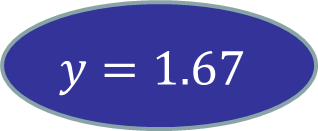 y = 1.67